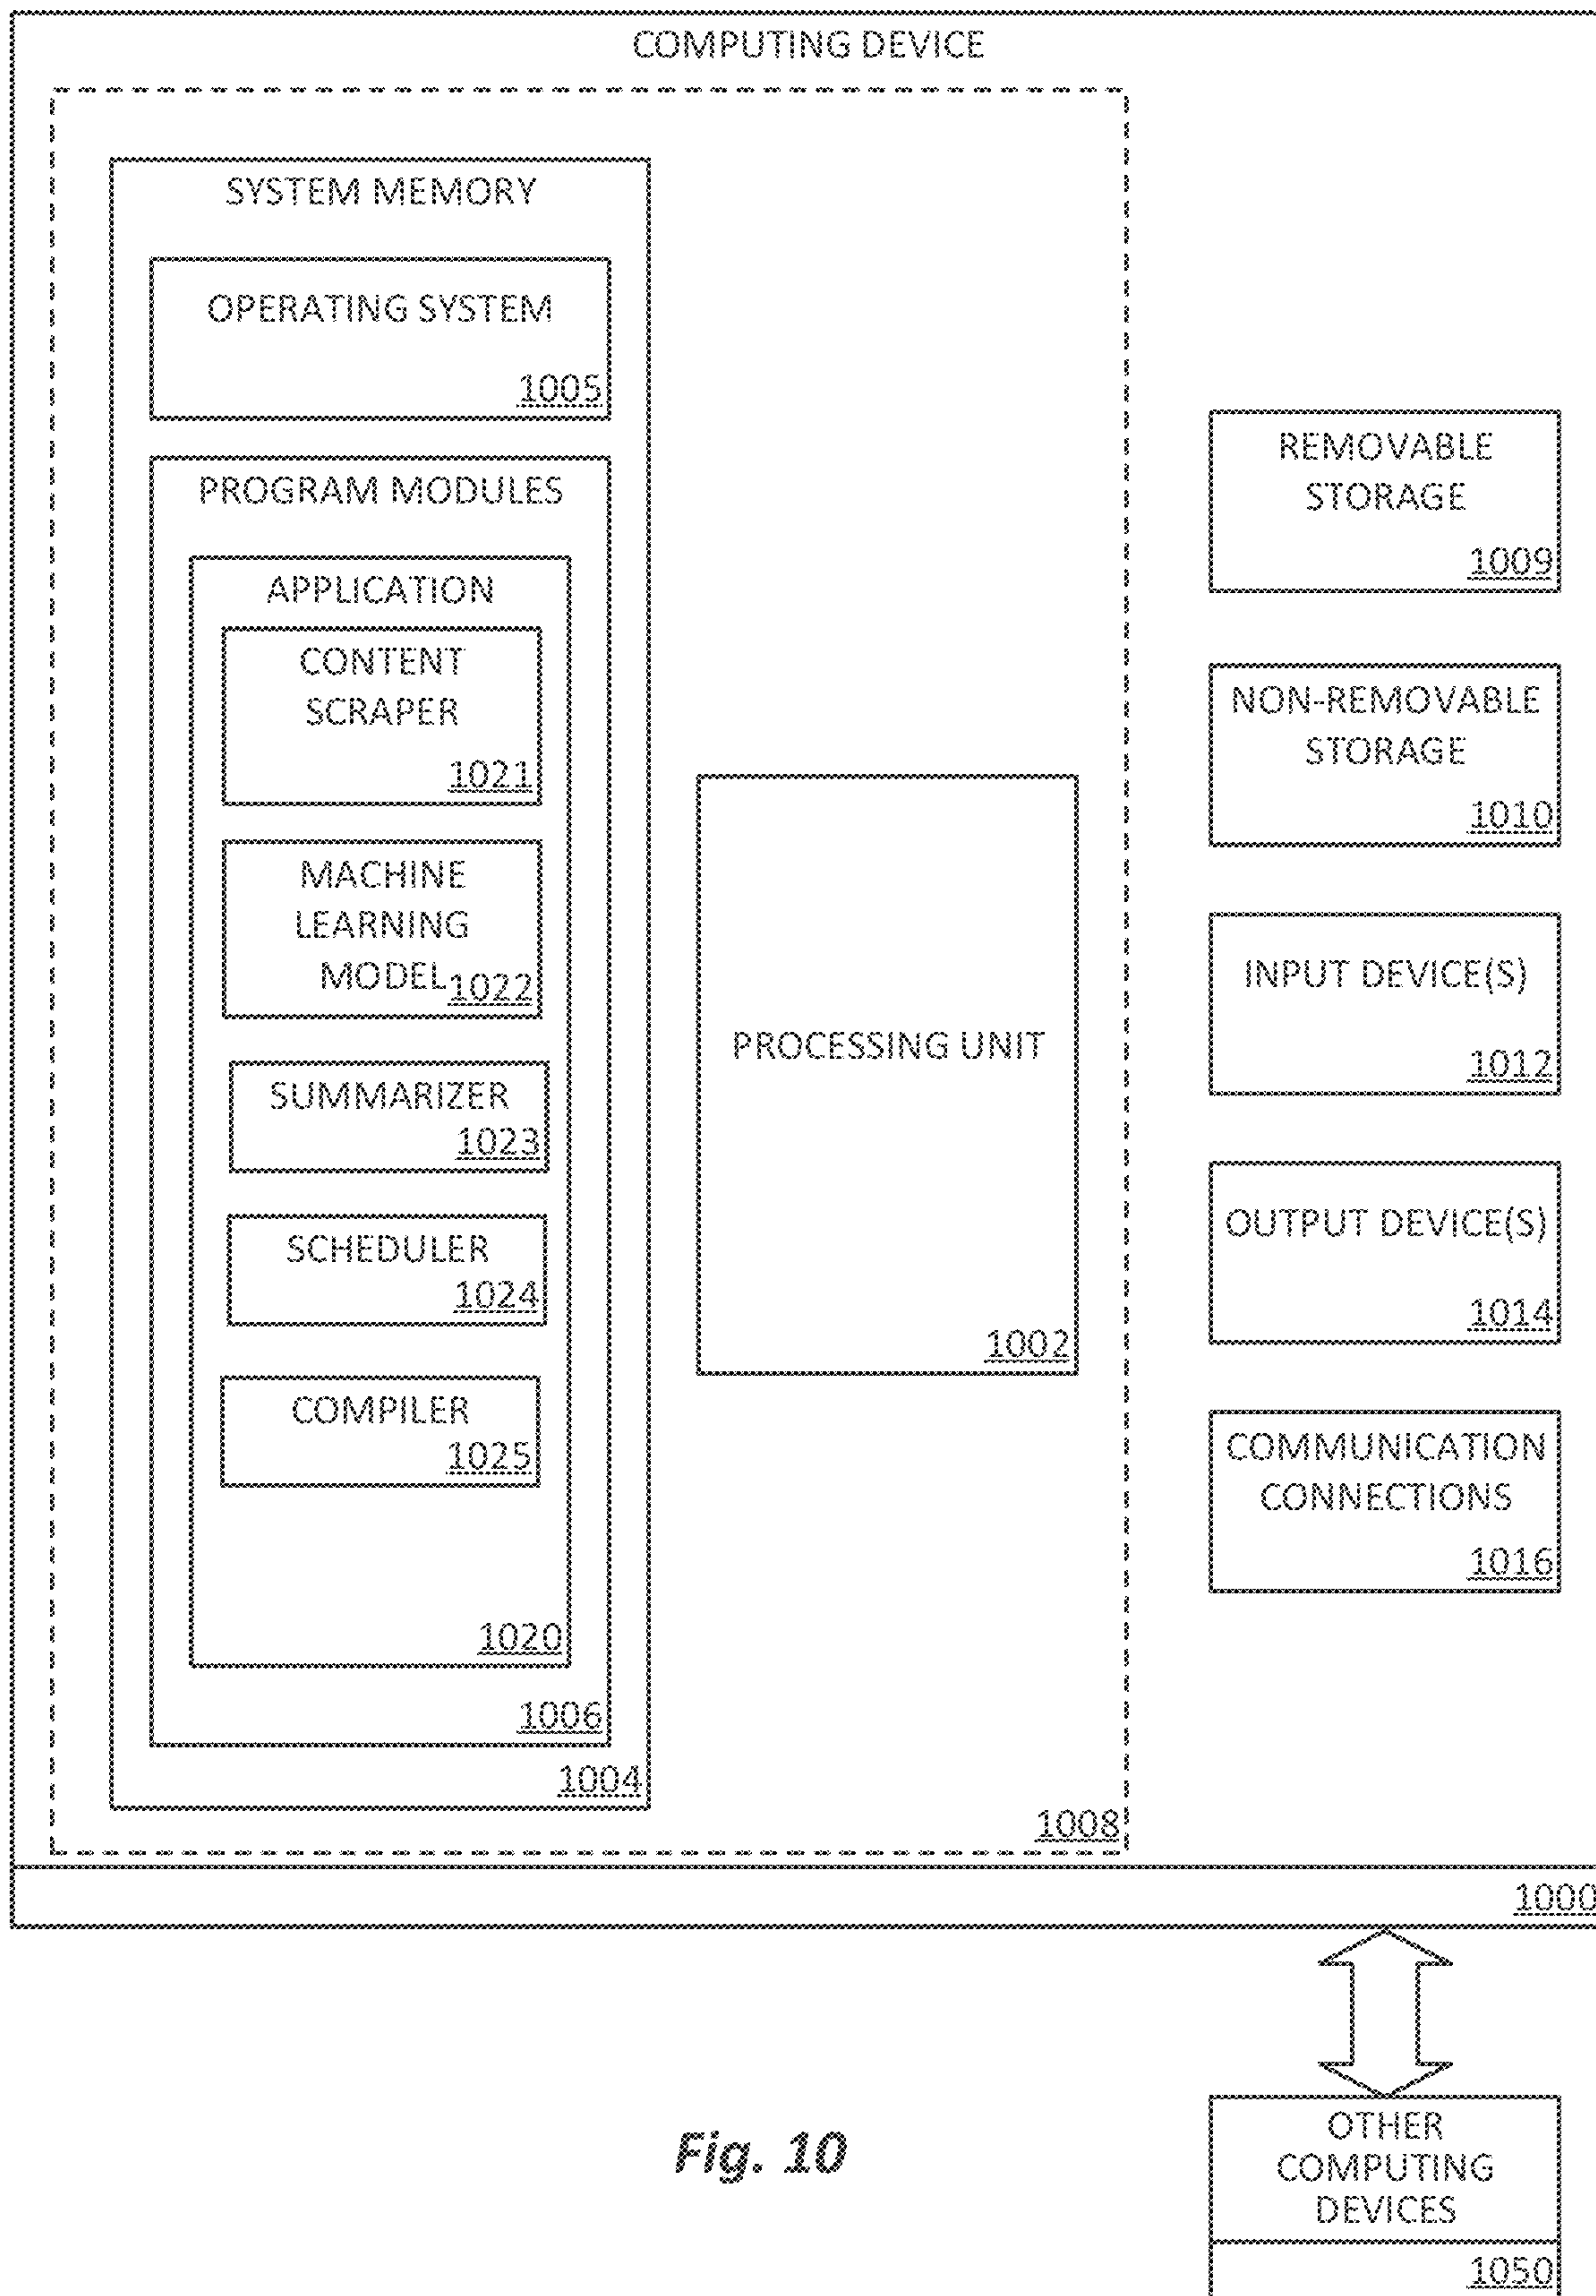 COMPUTING DEVICE
SYSTEM MEMORY
OPERATING SYSTEM
1005
PROGRAM MODULES
APPLICATION
CONTENT
SCRAPER
1021
MACHINE
LEARNING
MODEL
1022
SUMMARIZER
1023
SCHEDULER
1024
COMPILER
1025
1020
1006
1004
PROCESSING UNIT
1002
1008
REMOVABLE
STORAGE
1009
NON-REMOVABLE
STORAGE
1010
INPUT DEVICE(S)
1012
OUTPUT DEVICE(S)
1014
COMMUNICATION
CONNECTIONS
1016
1000
OTHER
COMPUTING
DEVICES
1050
Fig. 10